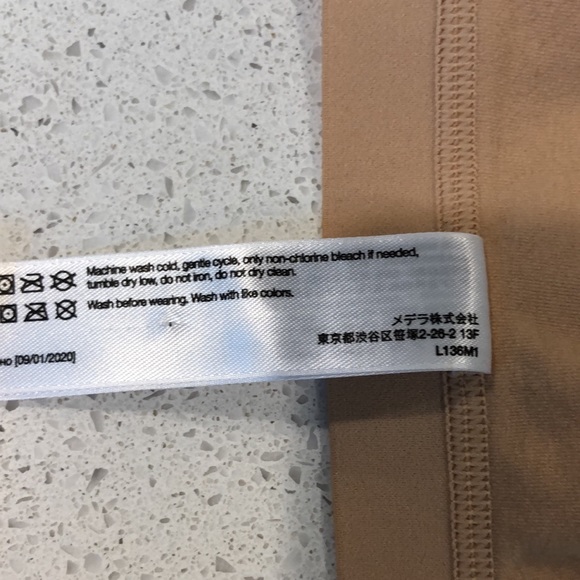 Machine wash cold, gentle cycle, only non-chlorine bleach if needed,
tumble dry low, do not iron, do not dry clean.
Wash before wearing. Wash with like colors.
メデラ株式会社
東京都渋谷区笹塚2-26-2 13F
L136M1
HD [09/01/2020]